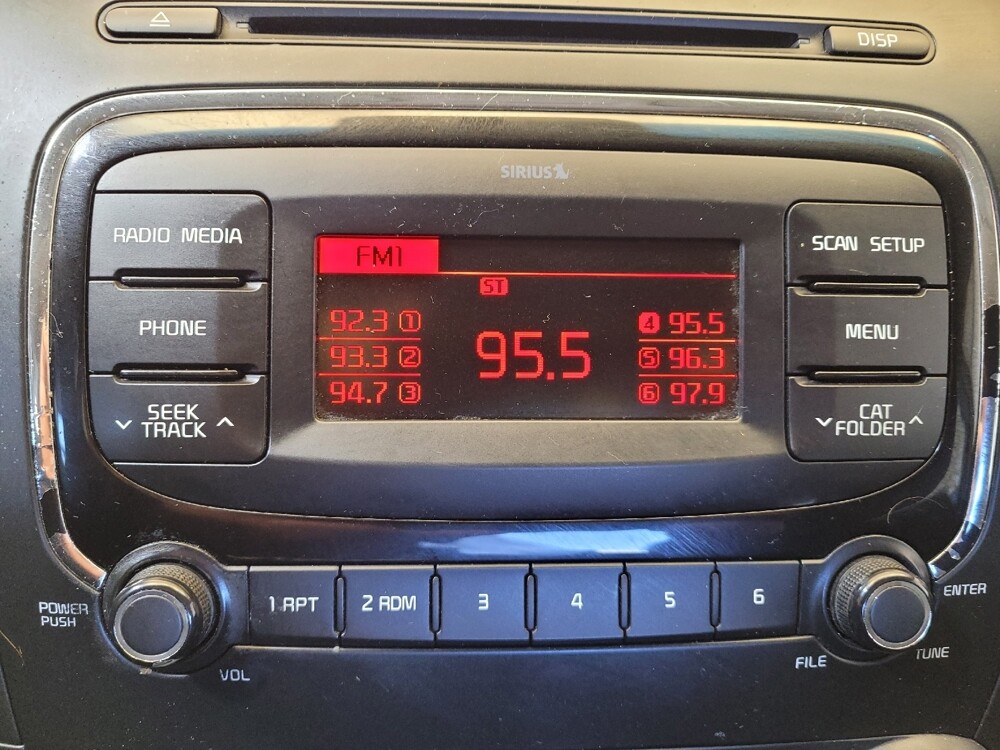 DISP
SIRIUS
RADIO MEDIA
PHONE
SEEK
TRACK
FM1
ST
92.3 1
93.3 2
94.7 3
95.5
4 95.5
5 96.3
6 97.9
SCAN SETUP
MENU
CAT
FOLDER
POWER
PUSH
VOL
1 RPT
2 RDM
3
4
5
6
FILE
TUNE
ENTER